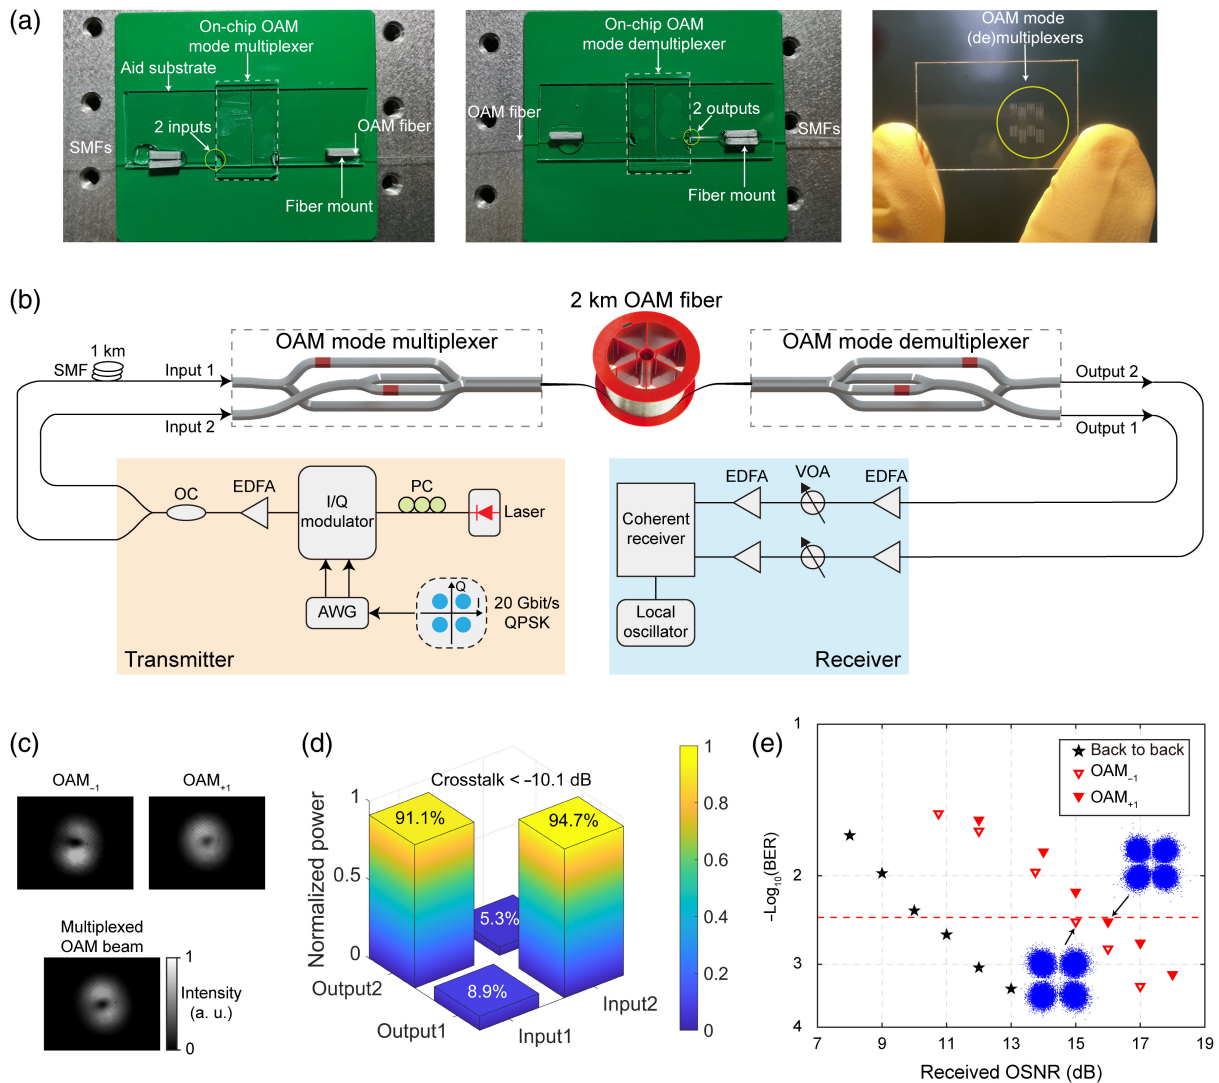 (a)
On-chip OAM
mode multiplexer
Aid substrate
2 inputs
OAM fiber
SMFs
Fiber mount
On-chip OAM
mode demultiplexer
OAM fiber
2 outputs
SMFs
Fiber mount
OAM mode
(de)multiplexers
(b)
2 km OAM fiber
1 km
SMF
Input 1
Input 2
OAM mode multiplexer
OAM mode demultiplexer
Output 2
Output 1
OC
EDFA
I/Q
modulator
PC
Laser
AWG
Q
I
20 Gbit/s
QPSK
Transmitter
EDFA
VOA
EDFA
Coherent
receiver
Local
oscillator
Receiver
(c)
OAM₋₁
OAM₊₁
Multiplexed
OAM beam
1
Intensity
(a. u.)
0
(d)
Crosstalk < –10.1 dB
Normalized power
1
0.5
0
91.1%
94.7%
5.3%
8.9%
Output2
Output1
Input1
Input2
1
0.8
0.6
0.4
0.2
0
(e)
–Log₁₀(BER)
1
2
3
4
Back to back
OAM₋₁
OAM₊₁
7 9 11 13 15 17 19
Received OSNR (dB)